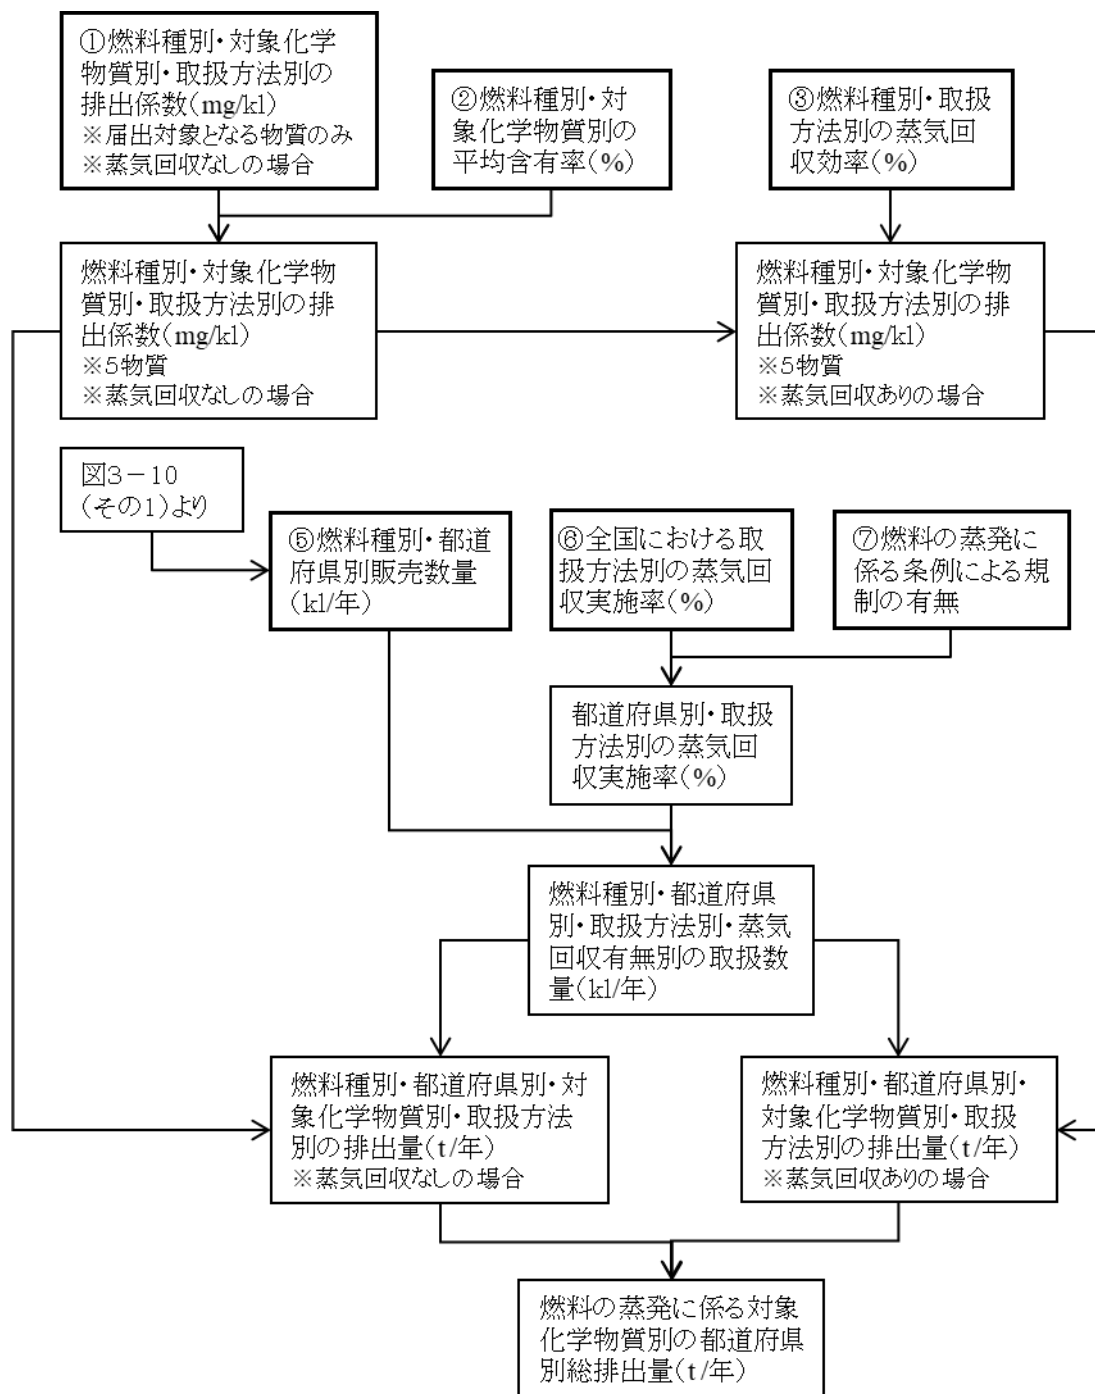 ①燃料種別・対象化学
物質別・取扱方法別の
排出係数(mg/kl)
※届出対象となる物質のみ
※蒸気回収なしの場合
②燃料種別・対
象化学物質別の
平均含有率(%)
③燃料種別・取扱
方法別の蒸気回
収効率(%)
燃料種別・対象化学物
質別・取扱方法別の排
出係数(mg/kl)
※5物質
※蒸気回収なしの場合
燃料種別・対象化学物
質別・取扱方法別の排
出係数(mg/kl)
※5物質
※蒸気回収ありの場合
図3-10
(その1)より
⑤燃料種別・都道
府県別販売数量
(kl/年)
⑥全国における取
扱方法別の蒸気回
収実施率(%)
⑦燃料の蒸発に
係る条例による規
制の有無
都道府県別・取扱
方法別の蒸気回
収実施率(%)
燃料種別・都道府県
別・取扱方法別・蒸気
回収有無別の取扱数
量(kl/年)
燃料種別・都道府県別・対
象化学物質別・取扱方法
別の排出量(t/年)
※蒸気回収なしの場合
燃料種別・都道府県別・
対象化学物質別・取扱
方法別の排出量(t/年)
※蒸気回収ありの場合
燃料の蒸発に係る対象
化学物質別の都道府県
別総排出量(t/年)